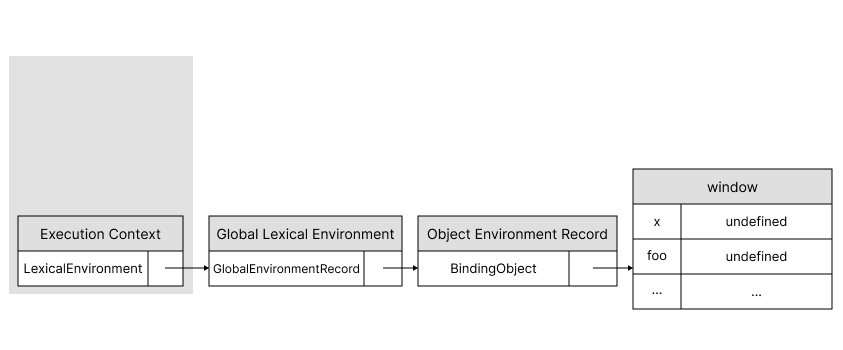 Execution Context
LexicalEnvironment
Global Lexical Environment
GlobalEnvironmentRecord
Object Environment Record
BindingObject
window
x undefined
foo undefined
... ...